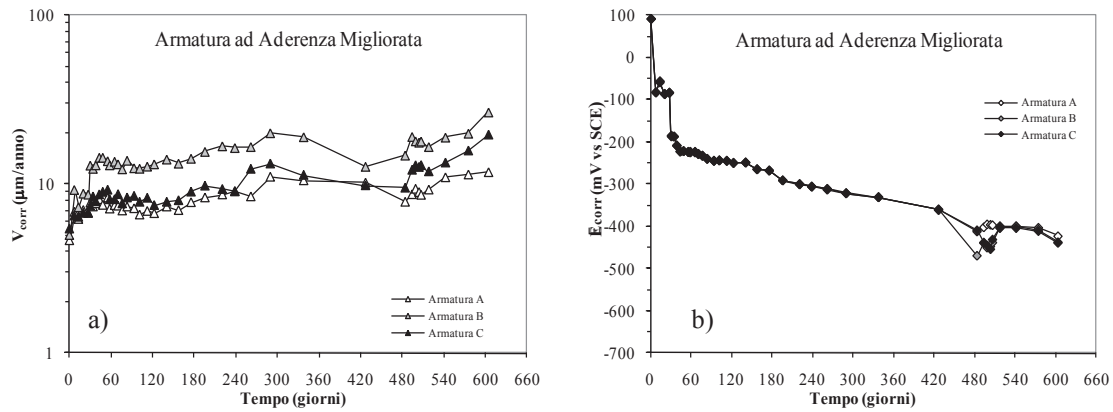 Armatura ad Aderenza Migliorata
100
10
1
V corr (μm/anno)
0 60 120 180 240 300 360 420 480 540 600 660
Tempo (giorni)
Armatura A
Armatura B
Armatura C
a)
Armatura ad Aderenza Migliorata
100
0
-100
-200
-300
-400
-500
-600
-700
E corr (mV vs SCE)
0 60 120 180 240 300 360 420 480 540 600 660
Tempo (giorni)
Armatura A
Armatura B
Armatura C
b)